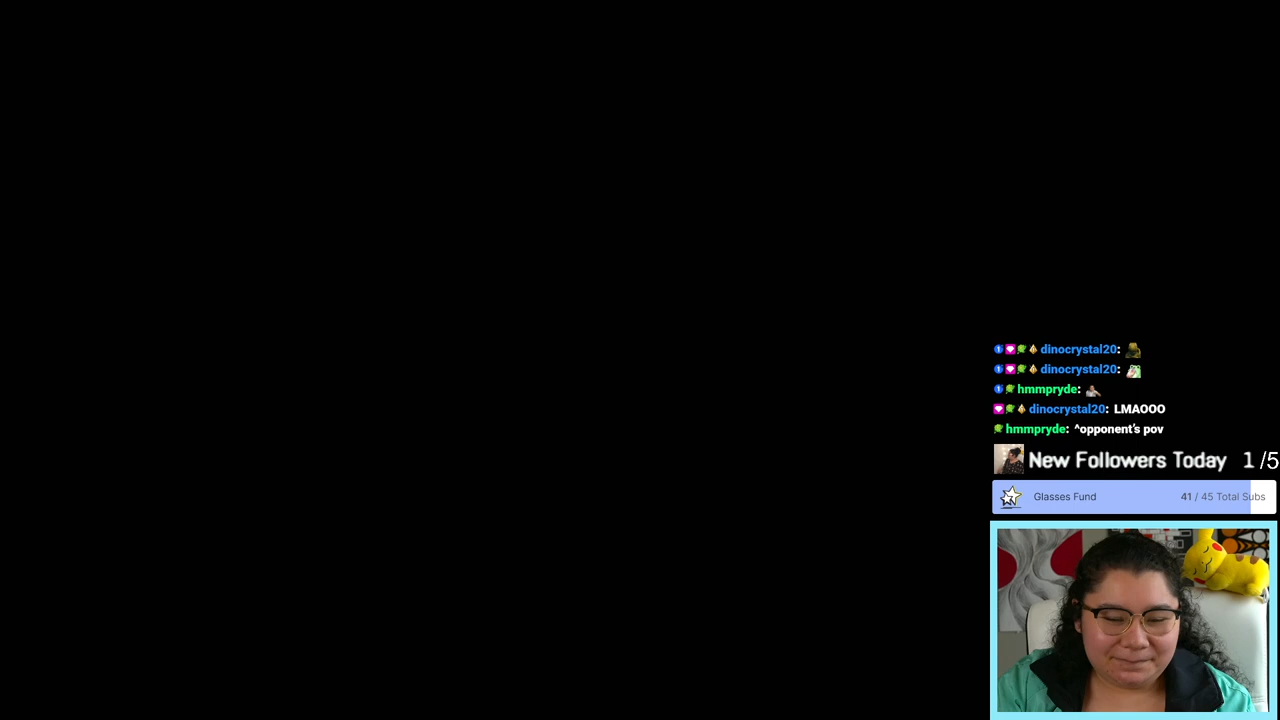 dinocrystal20:
dinocrystal20:
hmmpryde:
dinocrystal20: LMAOOO
hmmpryde: ^opponent's pov
New Followers Today 1 /5
Glasses Fund 41 / 45 Total Subs